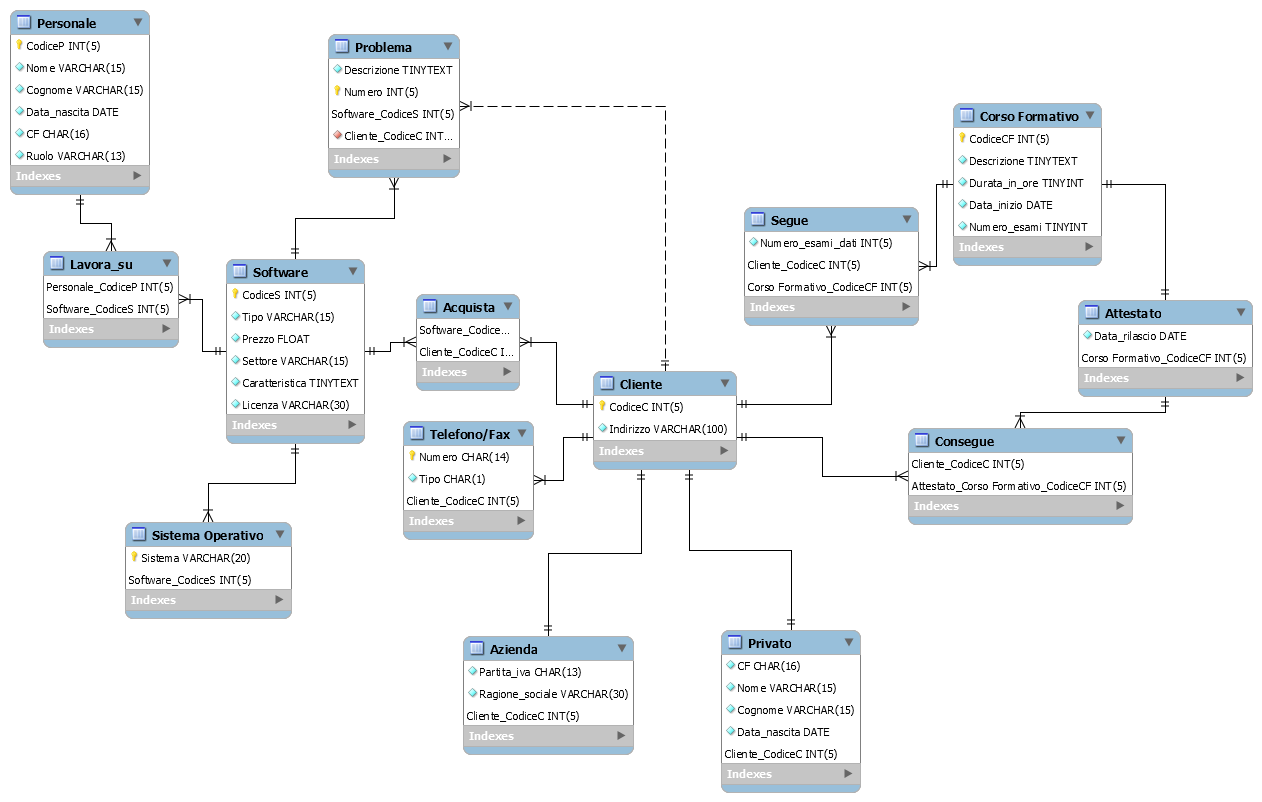 Personale
CodiceP INT(5)
Nome VARCHAR(15)
Cognome VARCHAR(15)
Data_nascita DATE
CF CHAR(16)
Ruolo VARCHAR(13)
Indexes
Problema
Descrizione TINYTEXT
Numero INT(5)
Software_CodiceS INT(5)
Cliente_CodiceC INT...
Indexes
Corso Formativo
CodiceCF INT(5)
Descrizione TINYTEXT
Durata_in_ore TINYINT
Data_inizio DATE
Numero_esami TINYINT
Indexes
Segue
Numero_esami_dati INT(5)
Cliente_CodiceC INT(5)
Corso Formativo_CodiceCF INT(5)
Indexes
Lavora_su
Personale_CodiceP INT(5)
Software_CodiceS INT(5)
Indexes
Software
CodiceS INT(5)
Tipo VARCHAR(15)
Prezzo FLOAT
Settore VARCHAR(15)
Caratteristica TINYTEXT
Licenza VARCHAR(30)
Indexes
Acquista
Software_Codice...
Cliente_CodiceC I...
Indexes
Attestato
Data_rilascio DATE
Corso Formativo_CodiceCF INT(5)
Indexes
Cliente
CodiceC INT(5)
Indirizzo VARCHAR(100)
Indexes
Telefono/Fax
Numero CHAR(14)
Tipo CHAR(1)
Cliente_CodiceC INT(5)
Indexes
Consegue
Cliente_CodiceC INT(5)
Attestato_Corso Formativo_CodiceCF INT(5)
Indexes
Sistema Operativo
Sistema VARCHAR(20)
Software_CodiceS INT(5)
Indexes
Azienda
Partita_iva CHAR(13)
Ragione_sociale VARCHAR(30)
Cliente_CodiceC INT(5)
Indexes
Privato
CF CHAR(16)
Nome VARCHAR(15)
Cognome VARCHAR(15)
Data_nascita DATE
Cliente_CodiceC INT(5)
Indexes